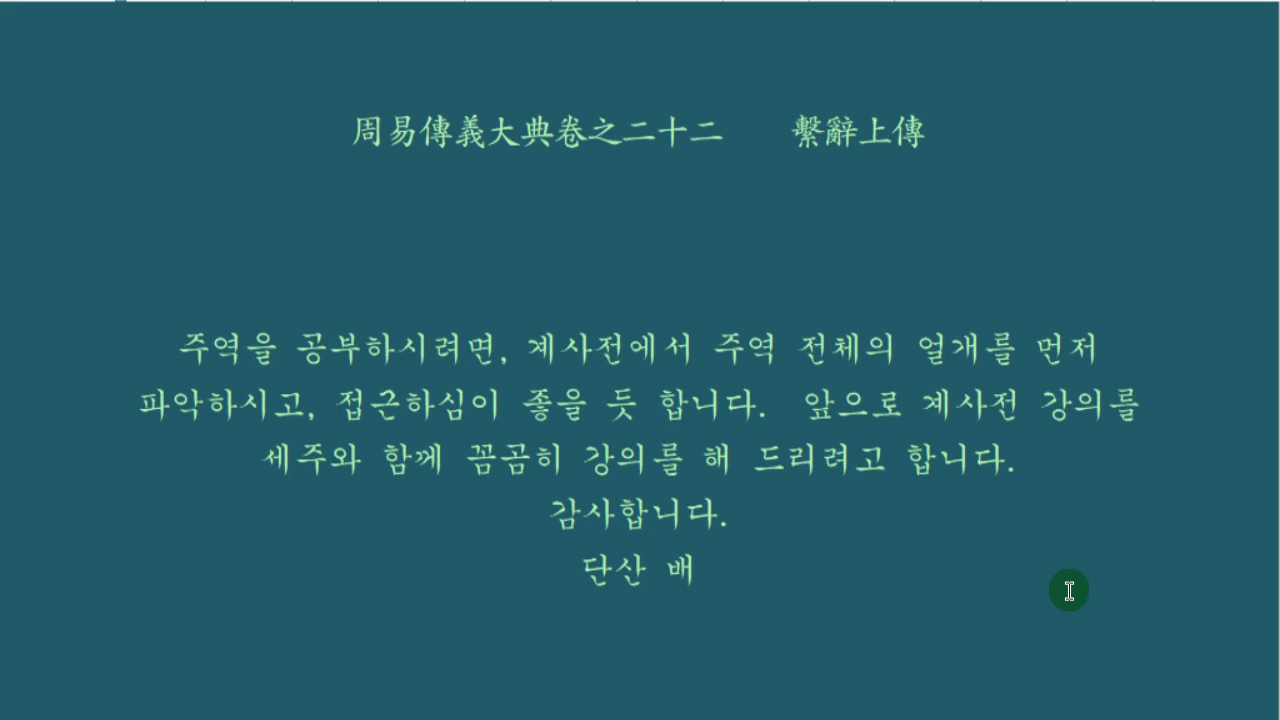 周易傳義大典卷之二十二 繫辭上傳
주역을 공부하시려면, 계사전에서 주역 전체의 얼개를 먼저
파악하시고, 접근하심이 좋을 듯 합니다. 앞으로 계사전 강의를
세주와 함께 꼼곰히 강의를 해 드리려고 합니다.
감사합니다.
단산 배